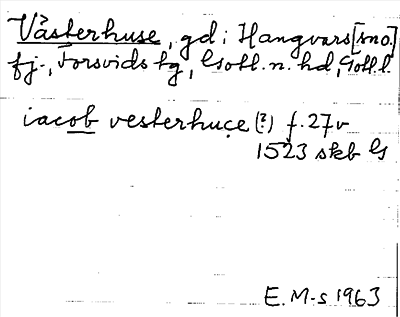 Västerhuse, gd i Hangvars [sno.]
fj., Forsvids tg, Gotl. n. hd, Gotl. l.
iacob vesterhuce (?) f. 27v
1523 skb G
E. M-s 1963